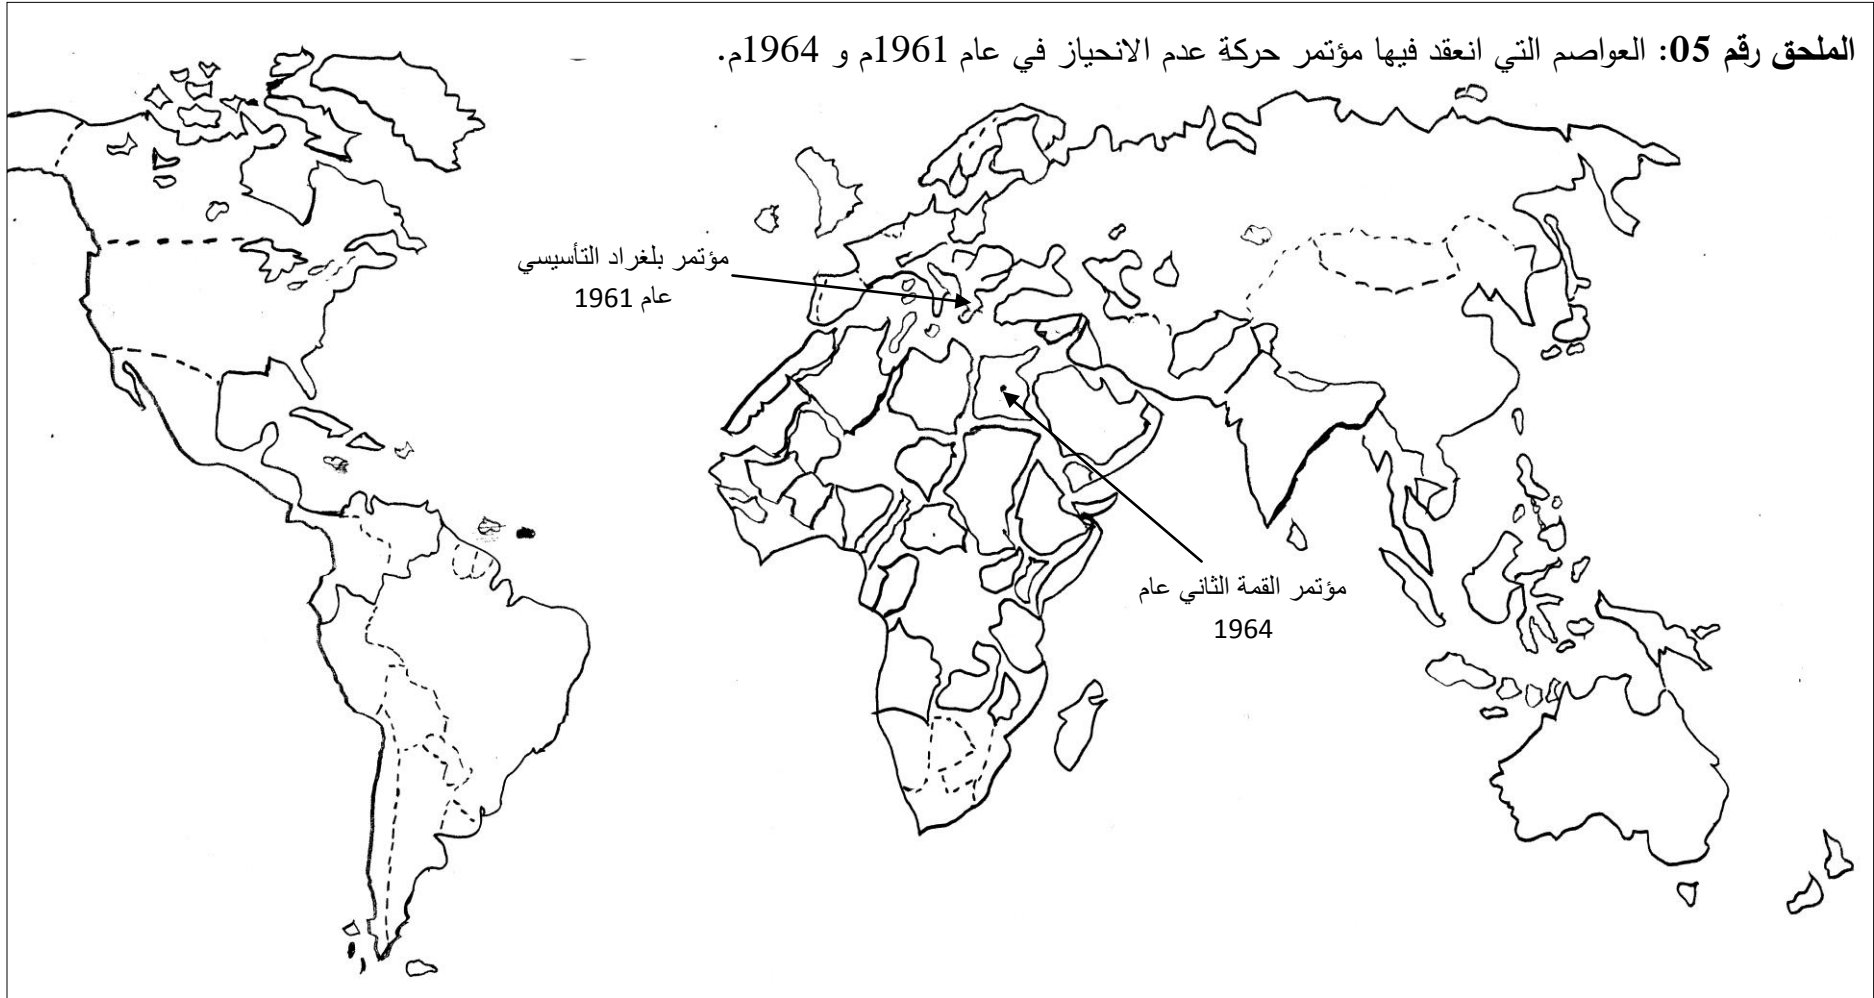 الملحق رقم 05: العواصم التي انعقد فيها مؤتمر حركة عدم الانحياز في عام 1961م و 1964م.
مؤتمر بلغراد التأسيسي
عام 1961
مؤتمر القمة الثاني عام
1964